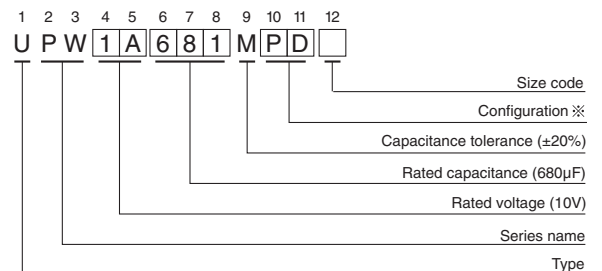 1 2 3 4 5 6 7 8 9 10 11 12
U P W 1 A 6 8 1 M P D
Size code
Configuration ※
Capacitance tolerance (±20%)
Rated capacitance (680µF)
Rated voltage (10V)
Series name
Type